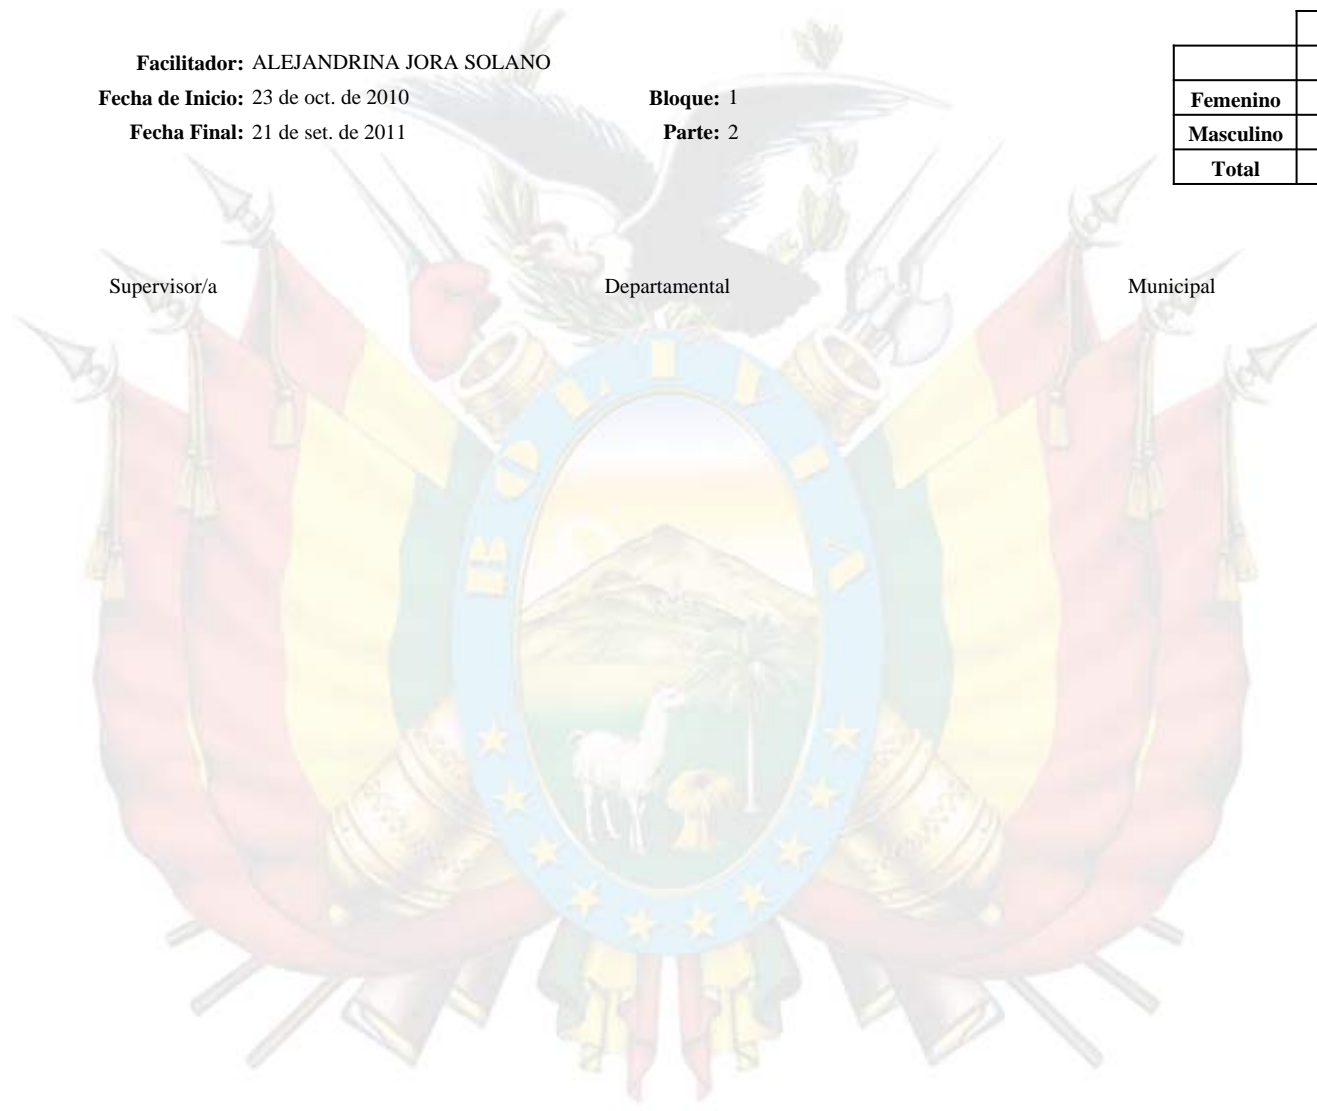 Facilitador: ALEJANDRINA JORA SOLANO
Fecha de Inicio: 23 de oct. de 2010 Bloque: 1
Femenino
Fecha Final: 21 de set. de 2011 Parte: 2
Masculino
Total
Supervisor/a Departamental Municipal
BOLIVIA